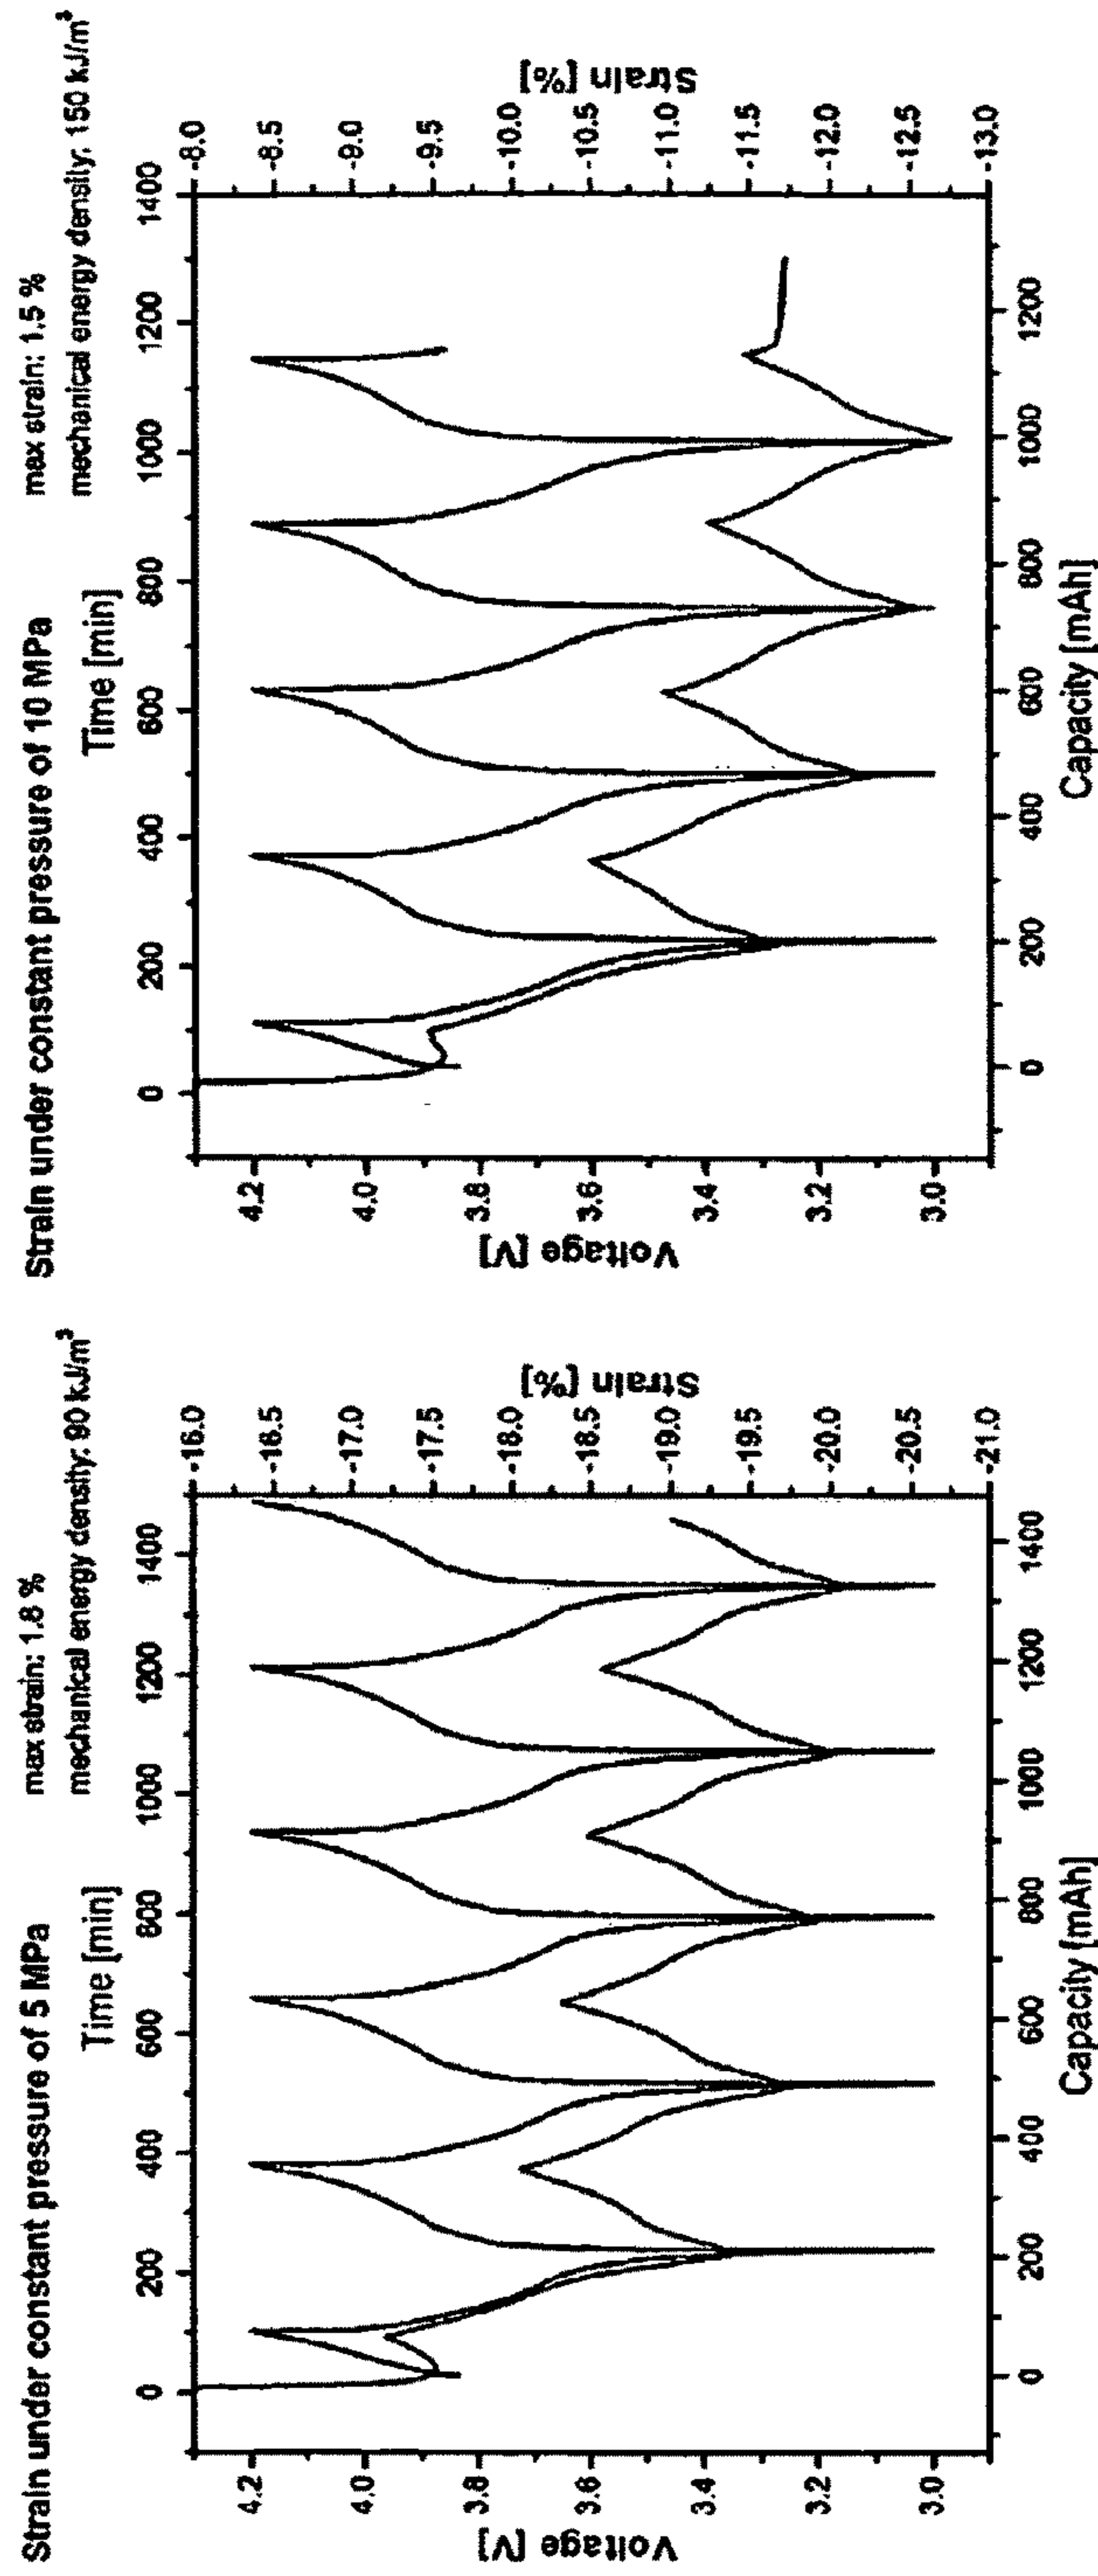 Strain under constant pressure of 5 MPa
max strain: 1.8 %
mechanical energy density: 90 kJ/m³
Time [min]
0 200 400 600 800 1000 1200 1400
Voltage [V]
4.2
4.0
3.8
3.6
3.4
3.2
3.0
Strain [%]
-16.0
-16.5
-17.0
-17.5
-18.0
-18.5
-19.0
-19.5
-20.0
-20.5
-21.0
0 200 400 600 800 1000 1200 1400
Capacity [mAh]
Strain under constant pressure of 10 MPa
max strain: 1.5 %
mechanical energy density: 150 kJ/m³
Time [min]
0 200 400 600 800 1000 1200 1400
Voltage [V]
4.2
4.0
3.8
3.6
3.4
3.2
3.0
Strain [%]
-8.0
-8.5
-9.0
-9.5
-10.0
-10.5
-11.0
-11.5
-12.0
-12.5
-13.0
0 200 400 600 800 1000 1200
Capacity [mAh]